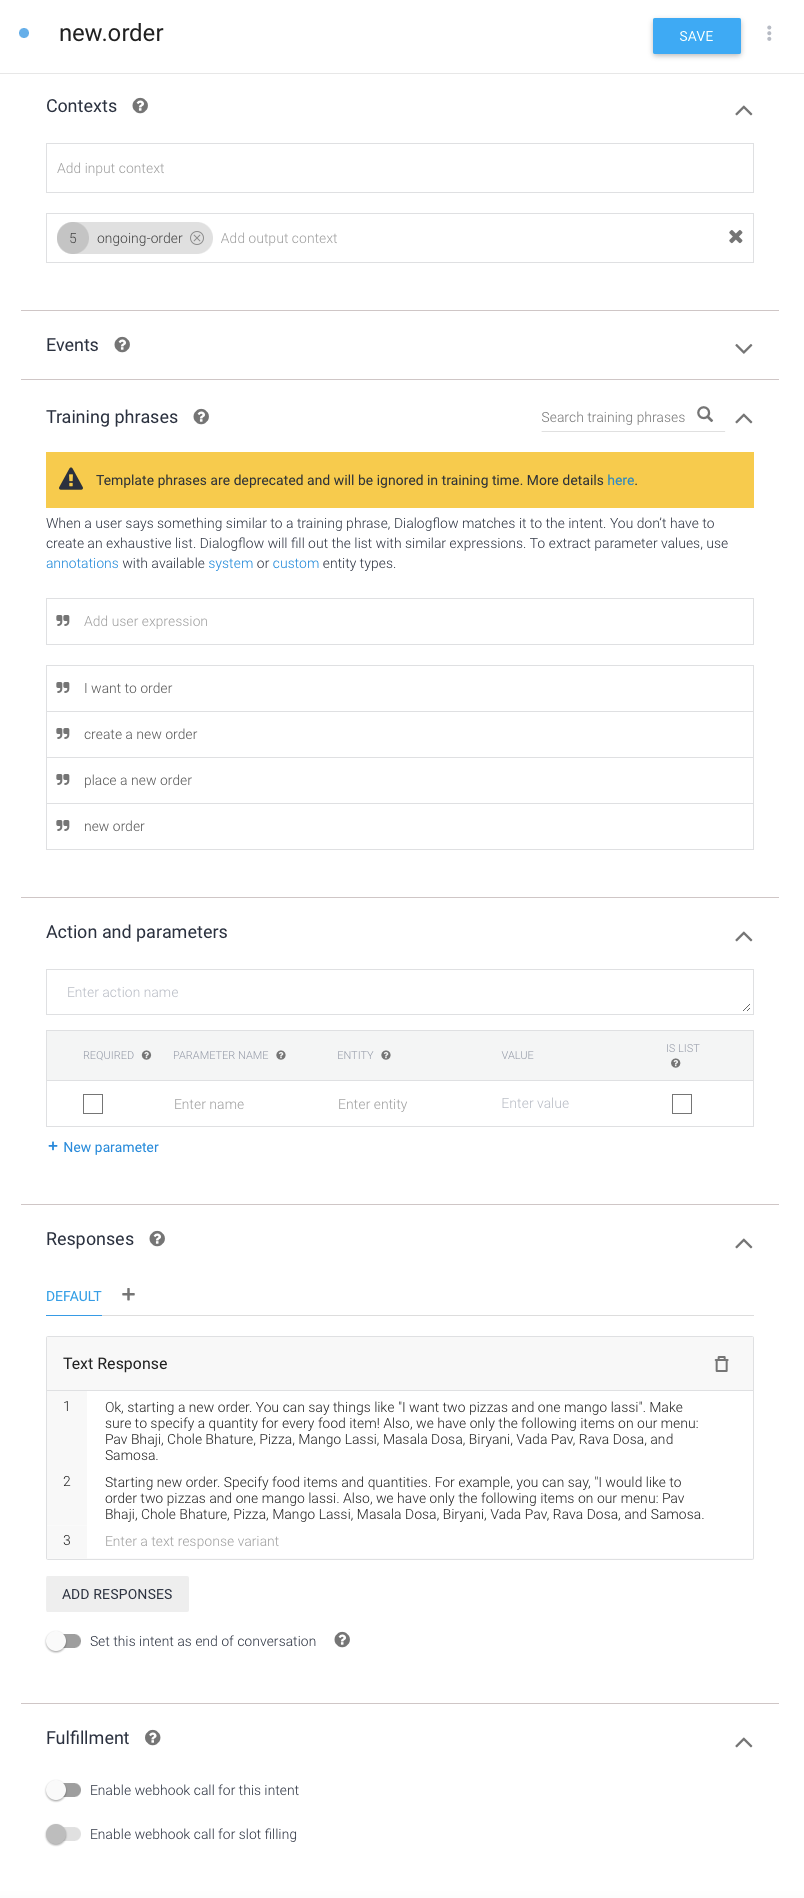 new.order
SAVE
Contexts
Add input context
5 ongoing-order Add output context
Events
Training phrases
Search training phrases
Template phrases are deprecated and will be ignored in training time. More details here.
When a user says something similar to a training phrase, Dialogflow matches it to the intent. You don't have to
create an exhaustive list. Dialogflow will fill out the list with similar expressions. To extract parameter values, use
annotations with available system or custom entity types.
Add user expression
I want to order
create a new order
place a new order
new order
Action and parameters
Enter action name
REQUIRED PARAMETER NAME ENTITY VALUE IS LIST
Enter name Enter entity Enter value
+ New parameter
Responses
DEFAULT +
Text Response
1 Ok, starting a new order. You can say things like "I want two pizzas and one mango lassi". Make
sure to specify a quantity for every food item! Also, we have only the following items on our menu:
Pav Bhaji, Chole Bhature, Pizza, Mango Lassi, Masala Dosa, Biryani, Vada Pav, Rava Dosa, and
Samosa.
2 Starting new order. Specify food items and quantities. For example, you can say, "I would like to
order two pizzas and one mango lassi. Also, we have only the following items on our menu: Pav
Bhaji, Chole Bhature, Pizza, Mango Lassi, Masala Dosa, Biryani, Vada Pav, Rava Dosa, and Samosa.
3 Enter a text response variant
ADD RESPONSES
Set this intent as end of conversation
Fulfillment
Enable webhook call for this intent
Enable webhook call for slot filling